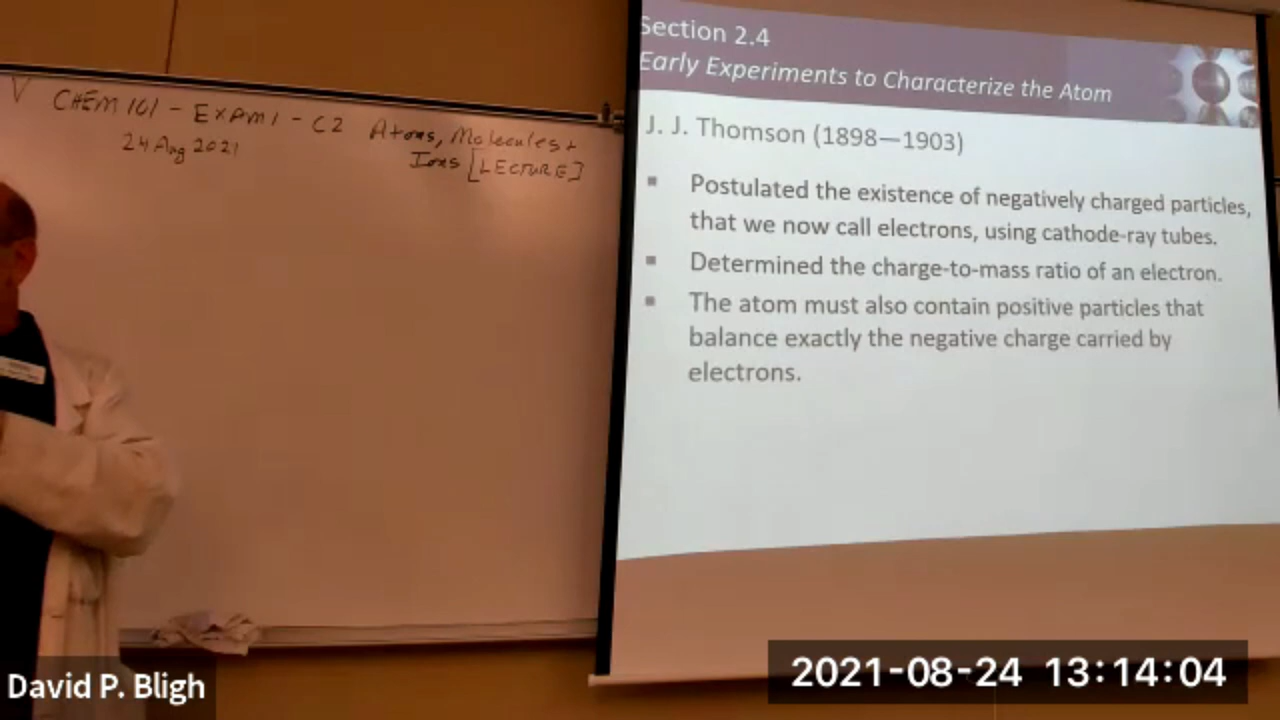 CHEM 101 - EXAM 1 - C2 Atoms, Molecules +
24 Aug 2021 Ions [LECTURE]
Section 2.4
Early Experiments to Characterize the Atom
J. J. Thomson (1898—1903)
▪ Postulated the existence of negatively charged particles,
that we now call electrons, using cathode-ray tubes.
▪ Determined the charge-to-mass ratio of an electron.
▪ The atom must also contain positive particles that
balance exactly the negative charge carried by
electrons.
David P. Bligh
2021-08-24 13:14:04